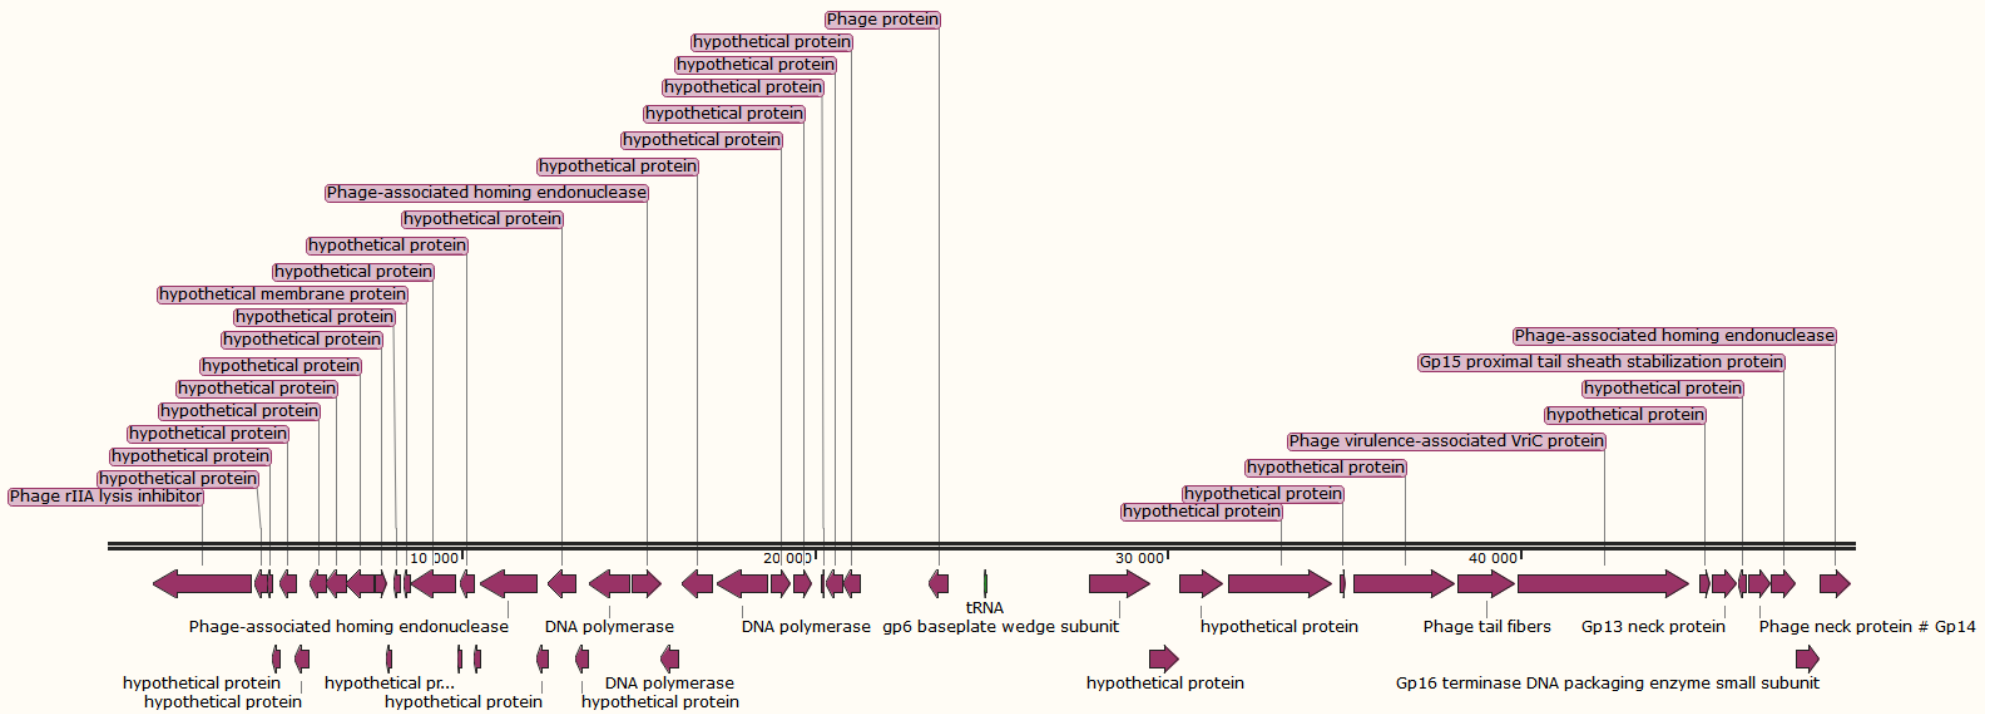 Phage protein
hypothetical protein
hypothetical protein
hypothetical protein
hypothetical protein
hypothetical protein
hypothetical protein
Phage-associated homing endonuclease
hypothetical protein
hypothetical protein
hypothetical protein
hypothetical membrane protein
hypothetical protein
hypothetical protein
Phage-associated homing endonuclease
Gp15 proximal tail sheath stabilization protein
hypothetical protein
hypothetical protein
hypothetical protein
hypothetical protein
hypothetical protein
hypothetical protein
Phage virulence-associated VriC protein
hypothetical protein
hypothetical protein
hypothetical protein
hypothetical protein
Phage rIIA lysis inhibitor
hypothetical protein
10 000 20 000 30 000 40 000
tRNA
Phage-associated homing endonuclease DNA polymerase DNA polymerase gp6 baseplate wedge subunit hypothetical protein Phage tail fibers Gp13 neck protein Phage neck protein # Gp14
hypothetical protein hypothetical pr... DNA polymerase hypothetical protein Gp16 terminase DNA packaging enzyme small subunit
hypothetical protein hypothetical protein hypothetical protein